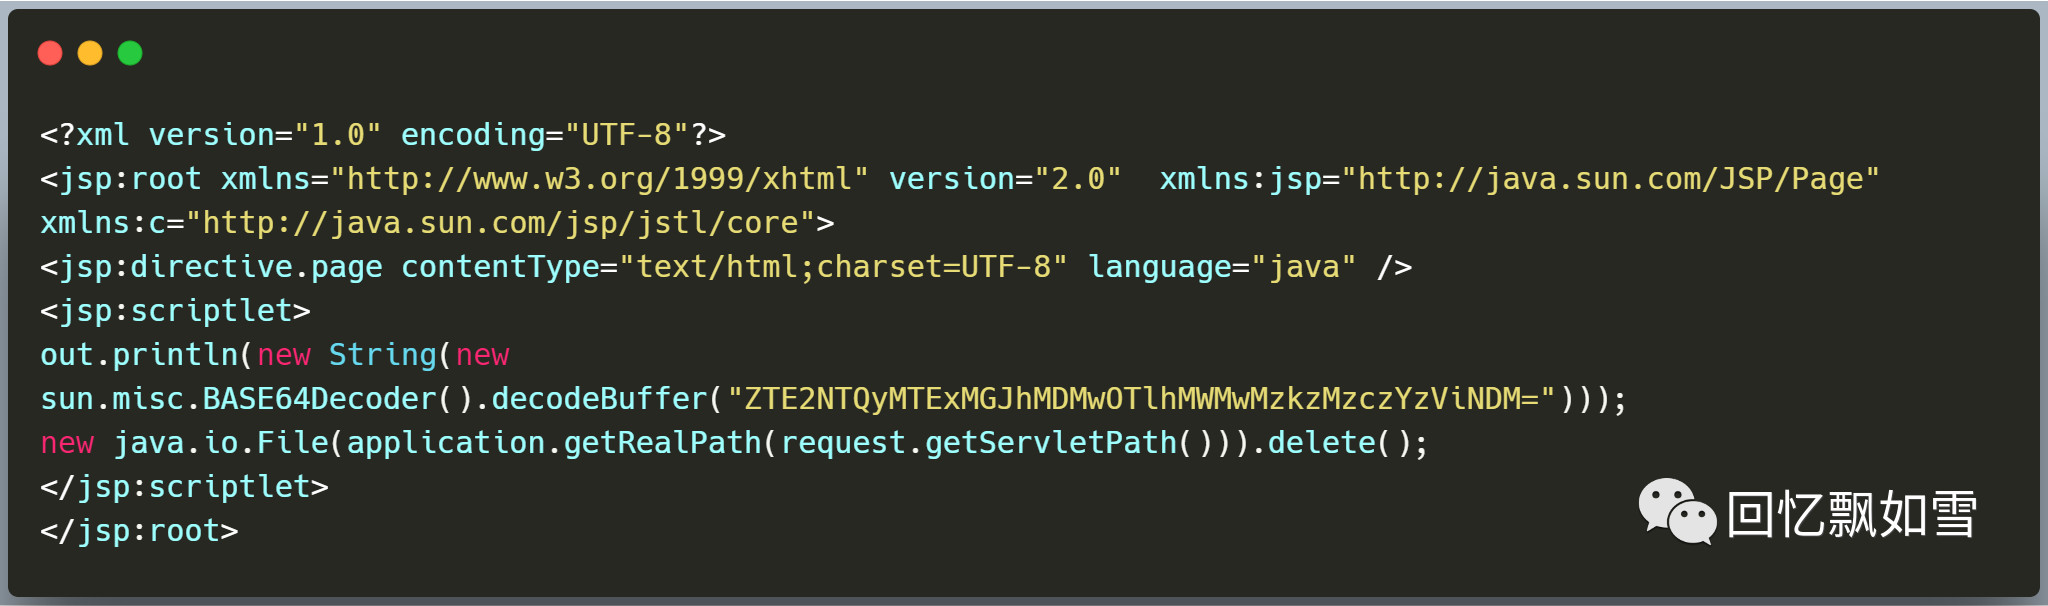 <?xml version="1.0" encoding="UTF-8"?>
<jsp:root xmlns="http://www.w3.org/1999/xhtml" version="2.0"  xmlns:jsp="http://java.sun.com/JSP/Page"
xmlns:c="http://java.sun.com/jsp/jstl/core">
<jsp:directive.page contentType="text/html;charset=UTF-8" language="java" />
<jsp:scriptlet>
out.println(new String(new
sun.misc.BASE64Decoder().decodeBuffer("ZTE2NTQyMTExMGJhMDMwOTlhMWMwMzkzMzczYzViNDM=")));
new java.io.File(application.getRealPath(request.getServletPath())).delete();
</jsp:scriptlet>
</jsp:root>
回忆飘如雪